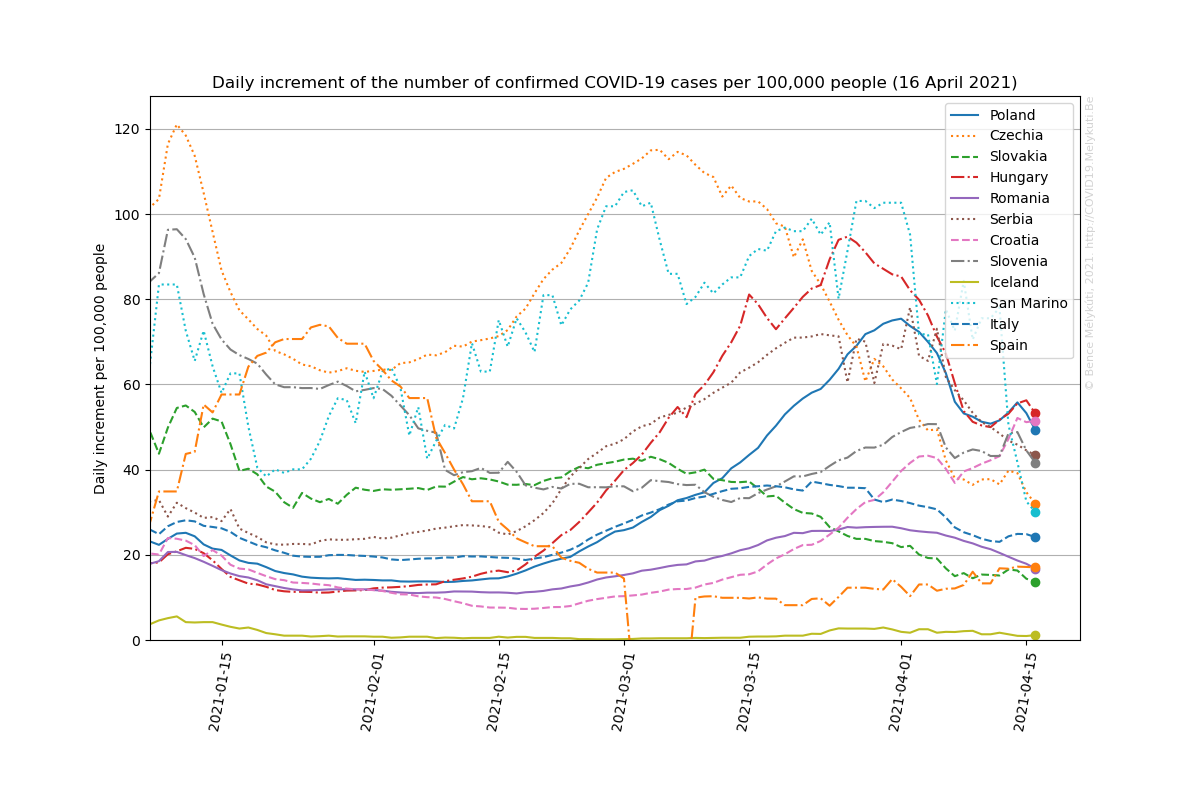 Daily increment of the number of confirmed COVID-19 cases per 100,000 people (16 April 2021)
Daily increment per 100,000 people
120
100
80
60
40
20
0
2021-01-15
2021-02-01
2021-02-15
2021-03-01
2021-03-15
2021-04-01
2021-04-15
Poland
Czechia
Slovakia
Hungary
Romania
Serbia
Croatia
Slovenia
Iceland
San Marino
Italy
Spain
© Bence Mélykúti, 2021 http://COVID19.Melykuti.Be